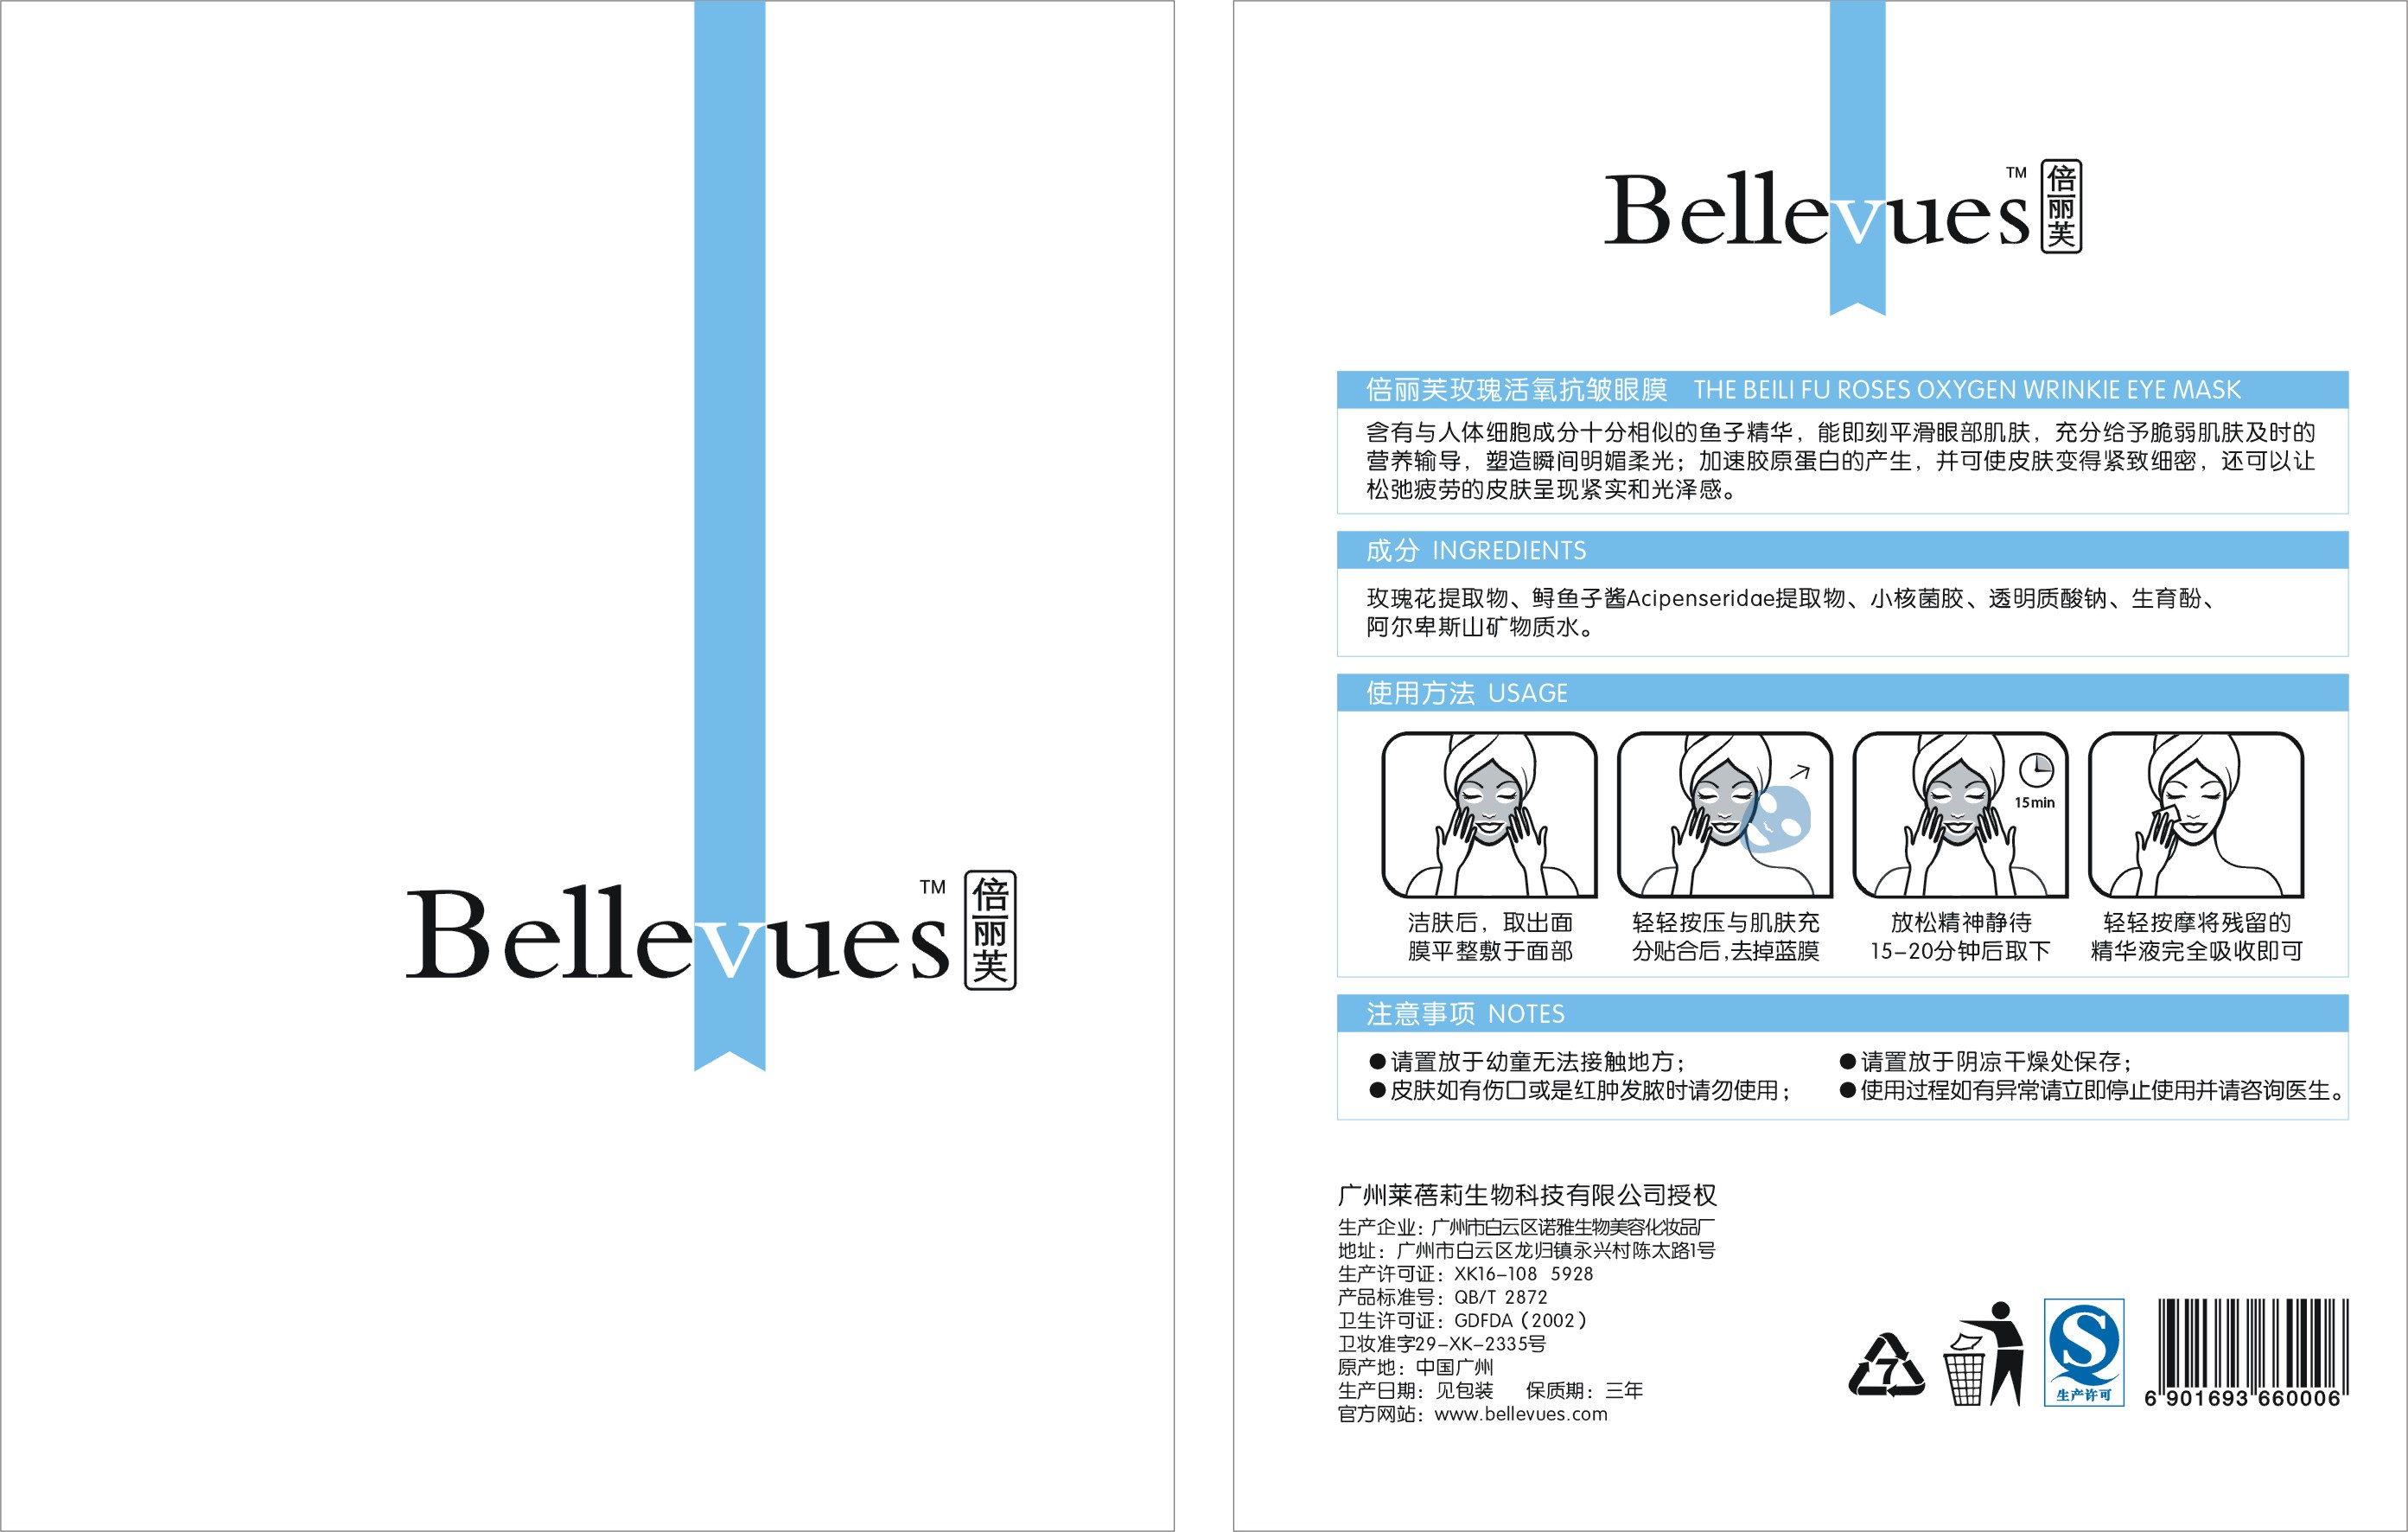 Bellevues™ 倍丽芙
Bellevues™ 倍丽芙
倍丽芙玫瑰活氧抗皱眼膜 THE BEILI FU ROSES OXYGEN WRINKIE EYE MASK
含有与人体细胞成分十分相似的鱼子精华，能即刻平滑眼部肌肤，充分给予脆弱肌肤及时的
营养输导，塑造瞬间明媚柔光；加速胶原蛋白的产生，并可使皮肤变得紧致细密，还可以让
松弛疲劳的皮肤呈现紧实和光泽感。
成分 INGREDIENTS
玫瑰花提取物、鲟鱼子酱Acipenseridae提取物、小核菌胶、透明质酸钠、生育酚、
阿尔卑斯山矿物质水。
使用方法 USAGE
15min
洁肤后，取出面
膜平整敷于面部
轻轻按压与肌肤充
分贴合后,去掉蓝膜
放松精神静待
15-20分钟后取下
轻轻按摩将残留的
精华液完全吸收即可
注意事项 NOTES
●请置放于幼童无法接触地方；
●请置放于阴凉干燥处保存；
●皮肤如有伤口或是红肿发脓时请勿使用；
●使用过程如有异常请立即停止使用并请咨询医生。
广州莱蓓莉生物科技有限公司授权
生产企业：广州市白云区诺雅生物美容化妆品厂
地址：广州市白云区龙归镇永兴村陈太路1号
生产许可证：XK16-108 5928
产品标准号：QB/T 2872
卫生许可证：GDFDA（2002）
卫妆准字29-XK-2335号
原产地：中国广州
生产日期：见包装 保质期：三年
官方网站：www.bellevues.com
7
生产许可
6 901693 660006